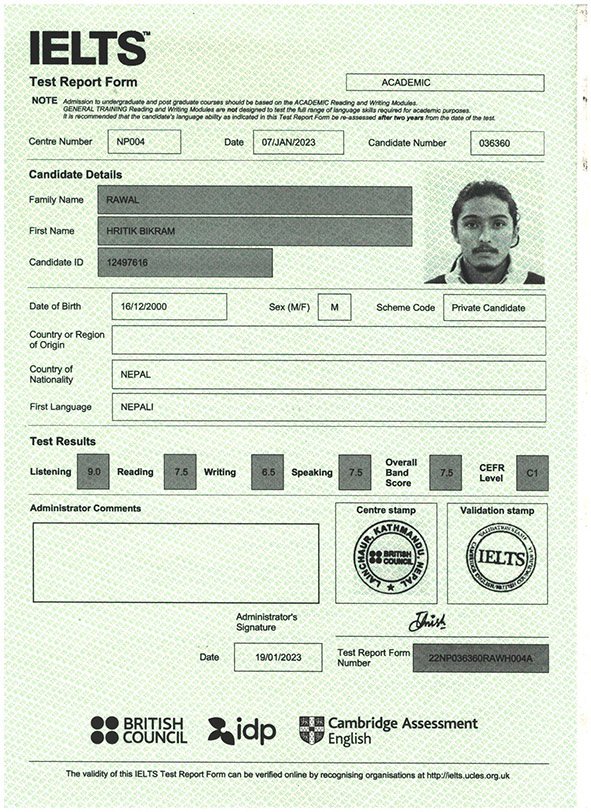 IELTS™
Test Report Form
ACADEMIC
NOTE Admission to undergraduate and post graduate courses should be based on the ACADEMIC Reading and Writing Modules.
GENERAL TRAINING Reading and Writing Modules are not designed to test the full range of language skills required for academic purposes.
It is recommended that the candidate's language ability as indicated in this Test Report Form be re-assessed after two years from the date of the test.
Centre Number NP004 Date 07/JAN/2023 Candidate Number 036360
Candidate Details
Family Name RAWAL
First Name HRITIK BIKRAM
Candidate ID 12497616
Date of Birth 16/12/2000 Sex (M/F) M Scheme Code Private Candidate
Country or Region
of Origin
Country of
Nationality NEPAL
First Language NEPALI
Test Results
Listening 9.0 Reading 7.5 Writing 6.5 Speaking 7.5 Overall Band Score 7.5 CEFR Level C1
Administrator Comments
Centre stamp
Validation stamp
LAINCHAUR, KATHMANDU, NEPAL
BRITISH
COUNCIL
IELTS
Administrator's
Signature
Date 19/01/2023
Test Report Form
Number 22NP036360RAWH004A
BRITISH
COUNCIL
idp
Cambridge Assessment
English
The validity of this IELTS Test Report Form can be verified online by recognising organisations at http://ielts.ucles.org.uk